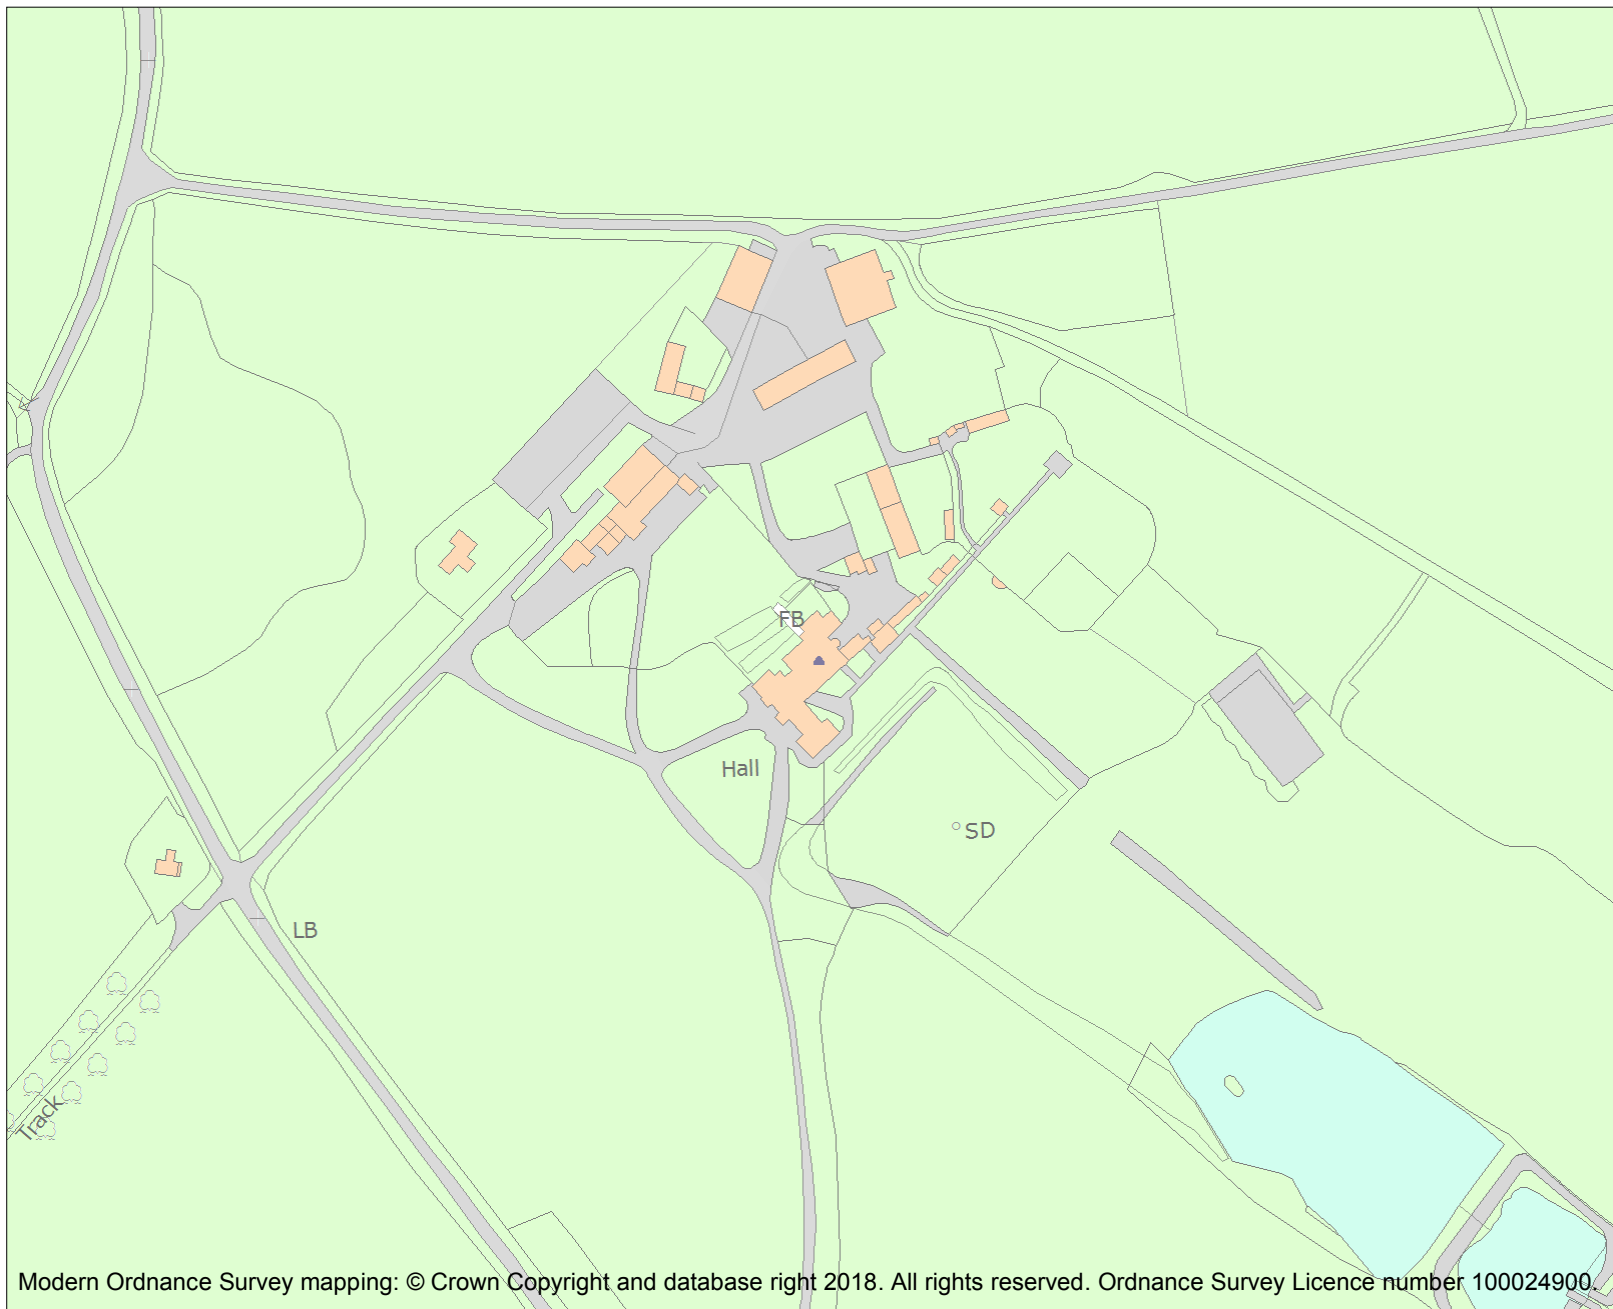 FB
Hall
SD
LB
Track
Modern Ordnance Survey mapping: © Crown Copyright and database right 2018. All rights reserved. Ordnance Survey Licence number 100024900.